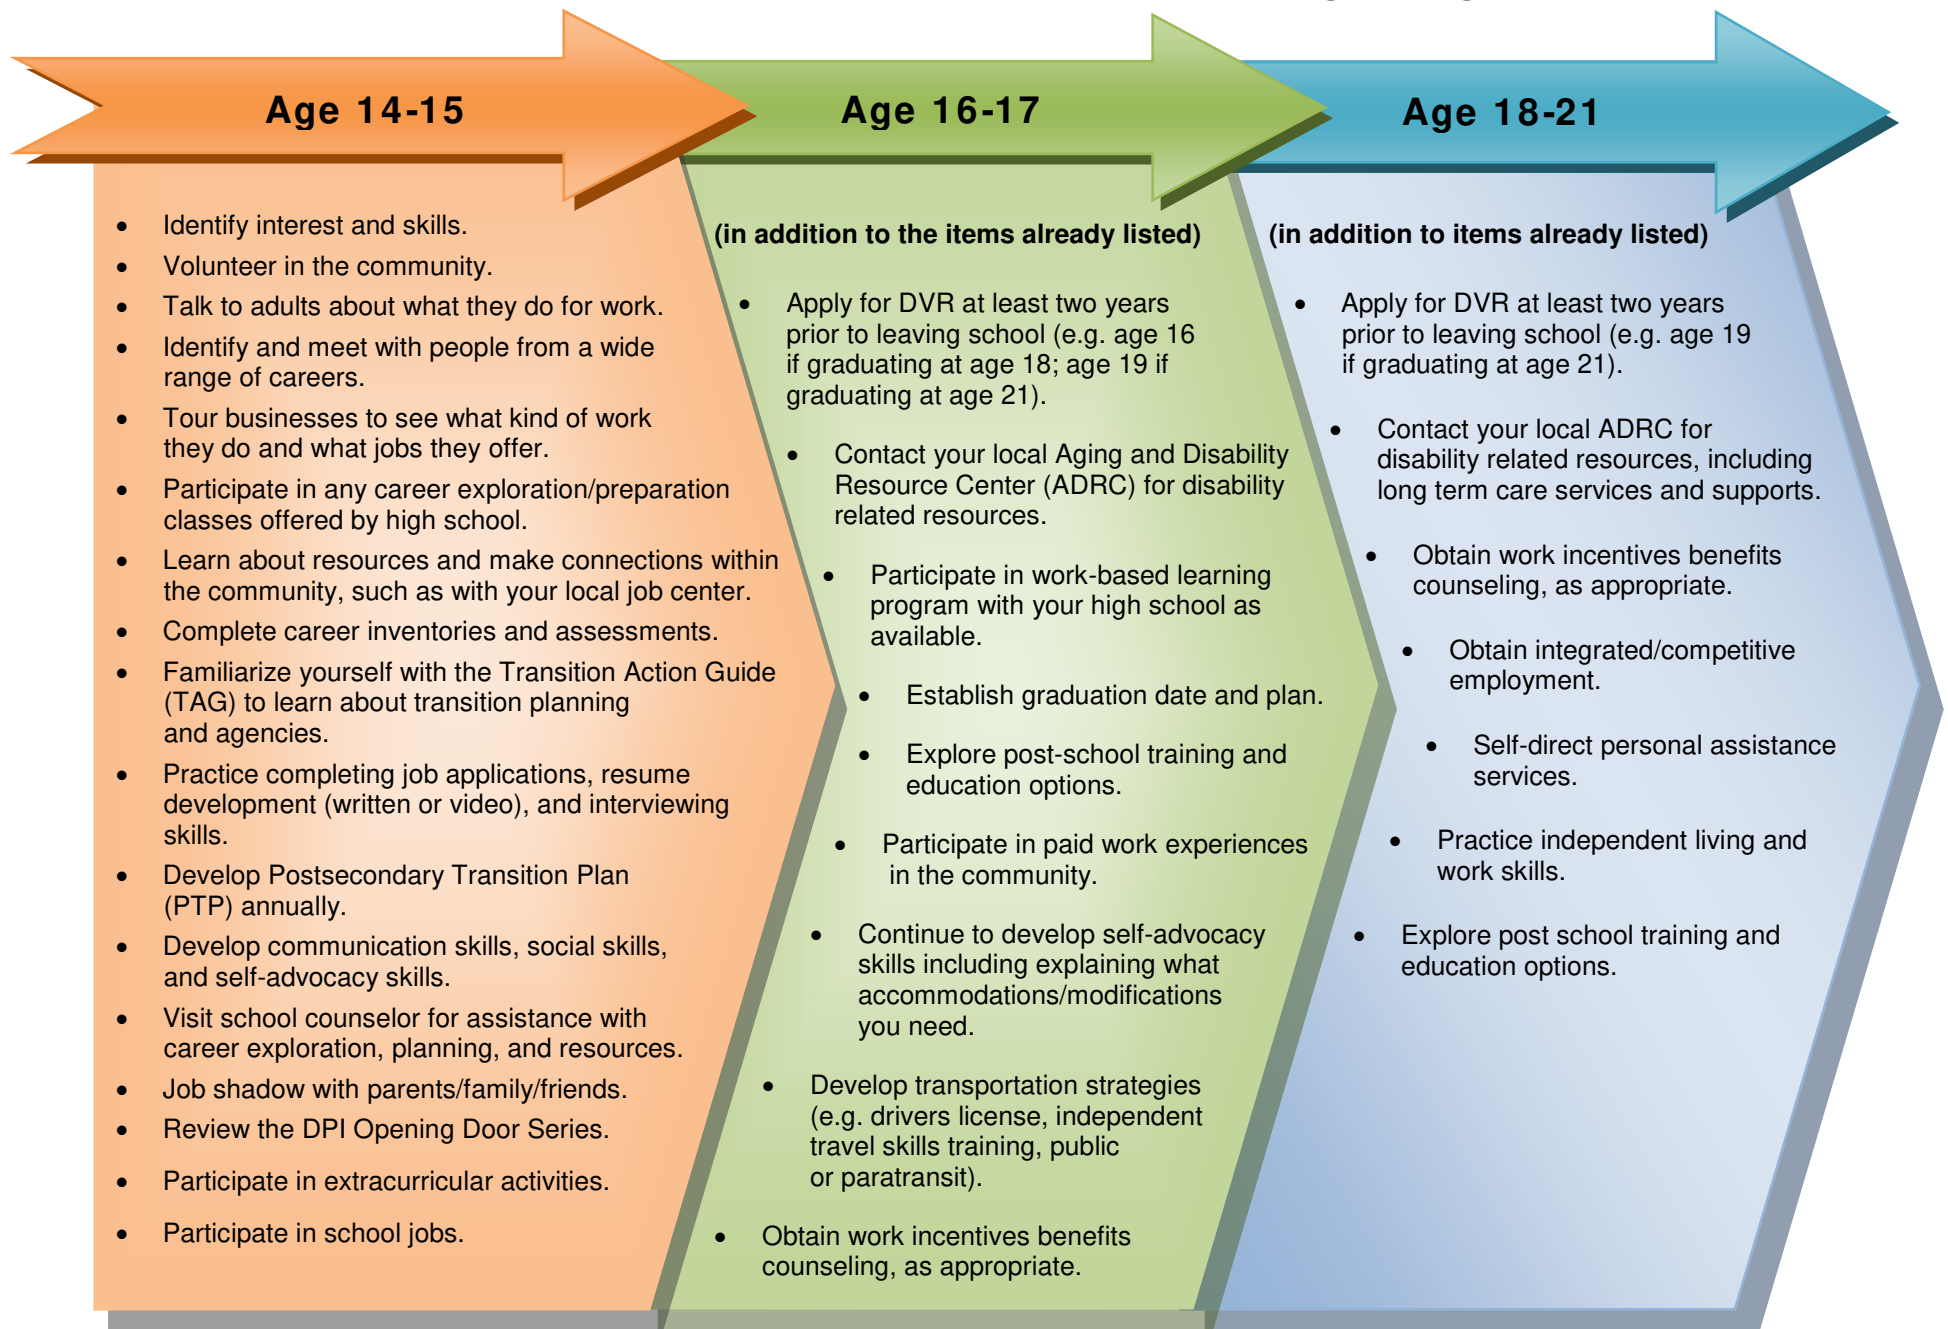 Age 14-15
• Identify interest and skills.
• Volunteer in the community.
• Talk to adults about what they do for work.
• Identify and meet with people from a wide
range of careers.
• Tour businesses to see what kind of work
they do and what jobs they offer.
• Participate in any career exploration/preparation
classes offered by high school.
• Learn about resources and make connections within
the community, such as with your local job center.
• Complete career inventories and assessments.
• Familiarize yourself with the Transition Action Guide
(TAG) to learn about transition planning
and agencies.
• Practice completing job applications, resume
development (written or video), and interviewing
skills.
• Develop Postsecondary Transition Plan
(PTP) annually.
• Develop communication skills, social skills,
and self-advocacy skills.
• Visit school counselor for assistance with
career exploration, planning, and resources.
• Job shadow with parents/family/friends.
• Review the DPI Opening Door Series.
• Participate in extracurricular activities.
• Participate in school jobs.
Age 16-17
(in addition to the items already listed)
• Apply for DVR at least two years
prior to leaving school (e.g. age 16
if graduating at age 18; age 19 if
graduating at age 21).
• Contact your local Aging and Disability
Resource Center (ADRC) for disability
related resources.
• Participate in work-based learning
program with your high school as
available.
• Establish graduation date and plan.
• Explore post-school training and
education options.
• Participate in paid work experiences
in the community.
• Continue to develop self-advocacy
skills including explaining what
accommodations/modifications
you need.
• Develop transportation strategies
(e.g. drivers license, independent
travel skills training, public
or paratransit).
• Obtain work incentives benefits
counseling, as appropriate.
Age 18-21
(in addition to items already listed)
• Apply for DVR at least two years
prior to leaving school (e.g. age 19
if graduating at age 21).
• Contact your local ADRC for
disability related resources, including
long term care services and supports.
• Obtain work incentives benefits
counseling, as appropriate.
• Obtain integrated/competitive
employment.
• Self-direct personal assistance
services.
• Practice independent living and
work skills.
• Explore post school training and
education options.